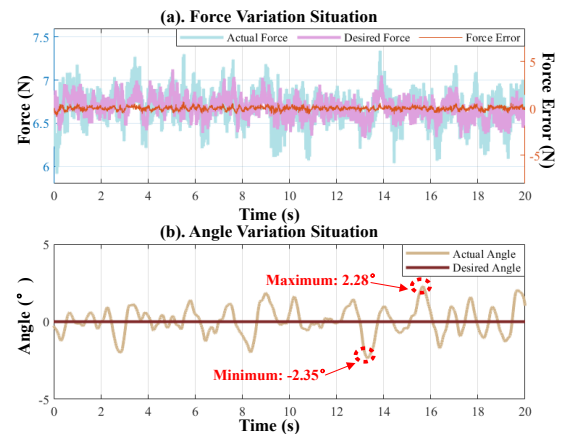 (a). Force Variation Situation
Actual Force Desired Force Force Error
7.5
7
6.5
6
5
0
-5
Force (N)
Force Error (N)
0 2 4 6 8 10 12 14 16 18 20
Time (s)
(b). Angle Variation Situation
Actual Angle
Desired Angle
Maximum: 2.28°
Minimum: -2.35°
5
0
-5
Angle (°)
0 2 4 6 8 10 12 14 16 18 20
Time (s)